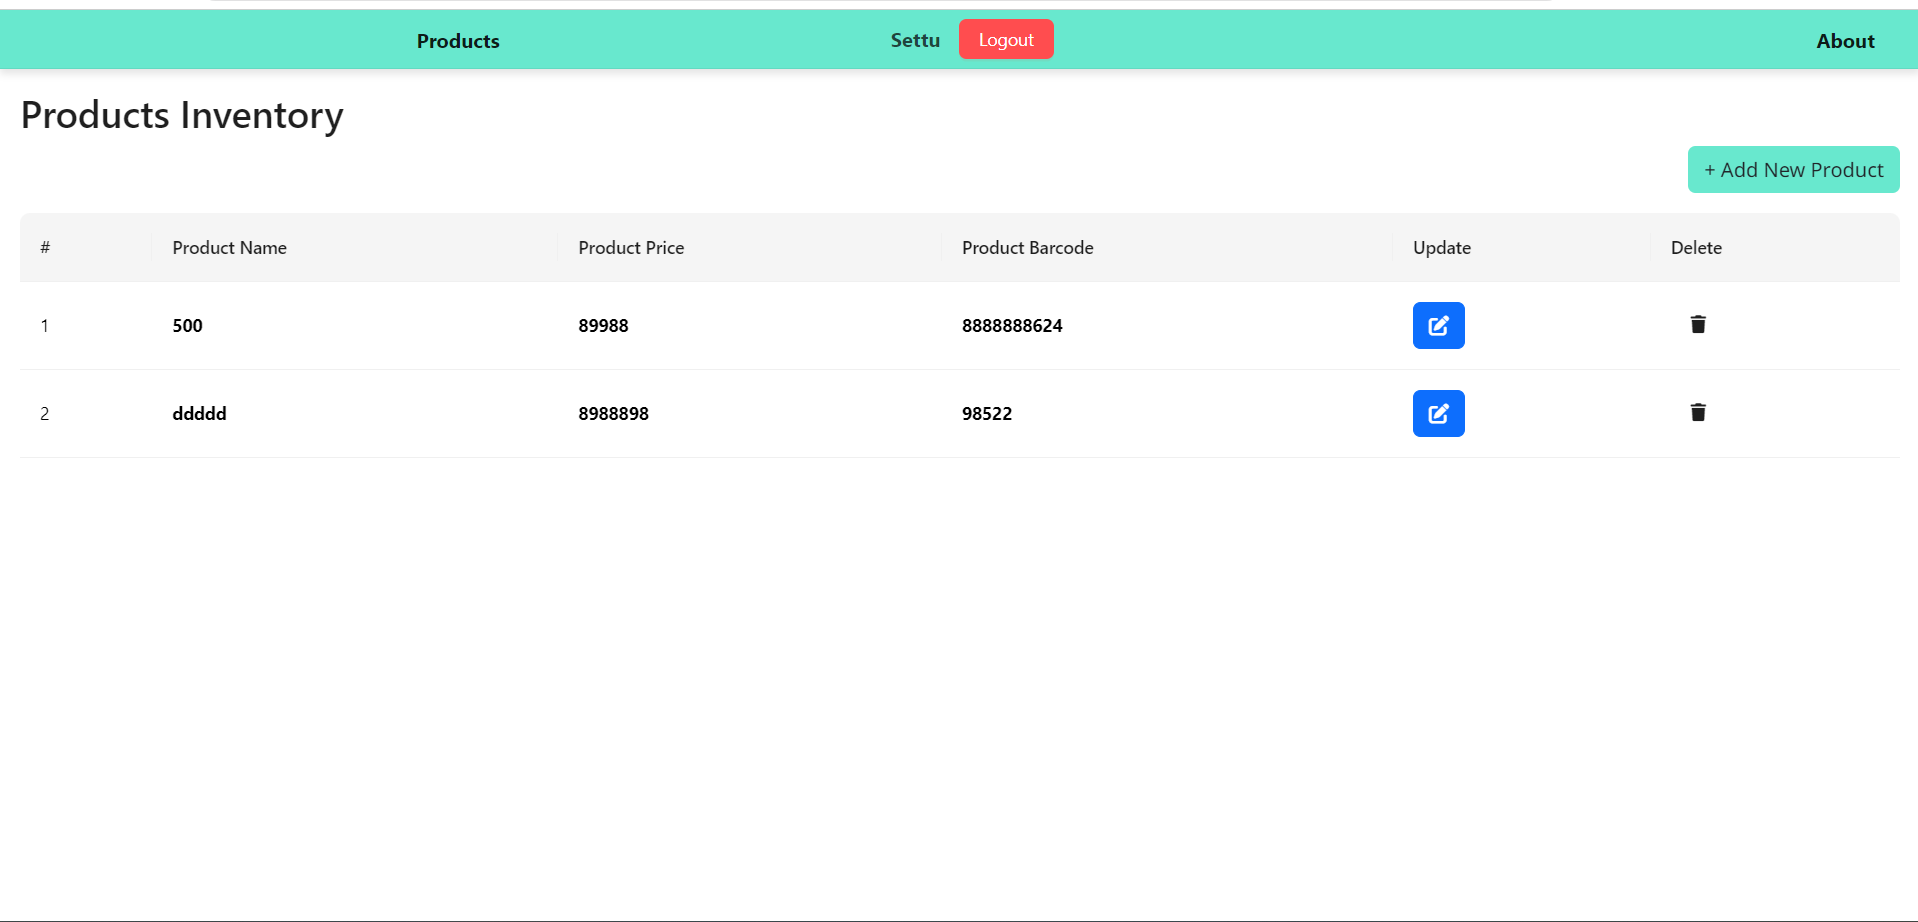 Products Settu Logout About
Products Inventory
+ Add New Product
# Product Name Product Price Product Barcode Update Delete
1 500 89988 8888888624
2 ddddd 8988898 98522